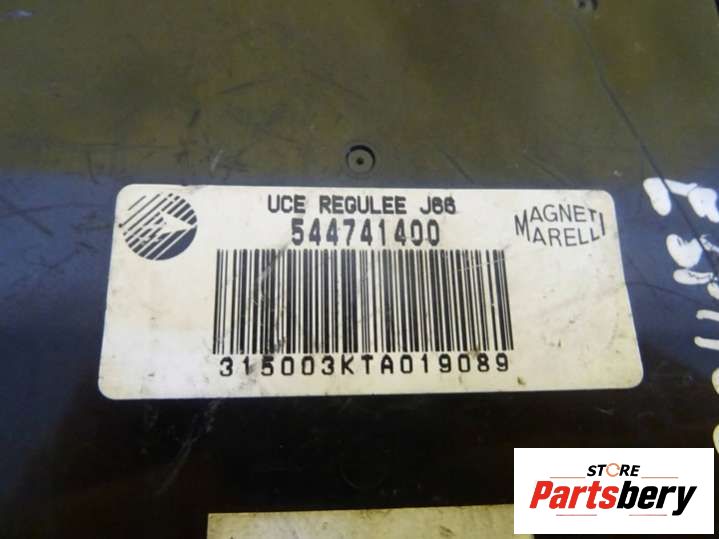 UCE REGULEE J66
544741400
MAGNETI
MARELLI
315003KTA019089
STORE
Partsbery